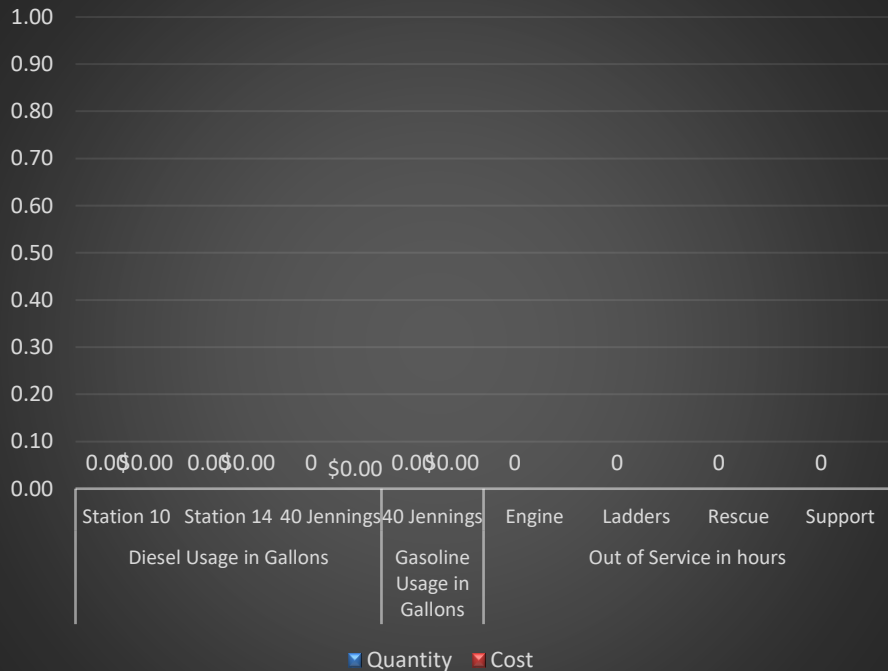 1.00
0.90
0.80
0.70
0.60
0.50
0.40
0.30
0.20
0.10
0.00
0.00 $0.00 0.00 $0.00 0 $0.00 0.00 $0.00 0 0 0 0
Station 10 Station 14 40 Jennings 40 Jennings Engine Ladders Rescue Support
Diesel Usage in Gallons
Gasoline
Usage in
Gallons
Out of Service in hours
Quantity Cost